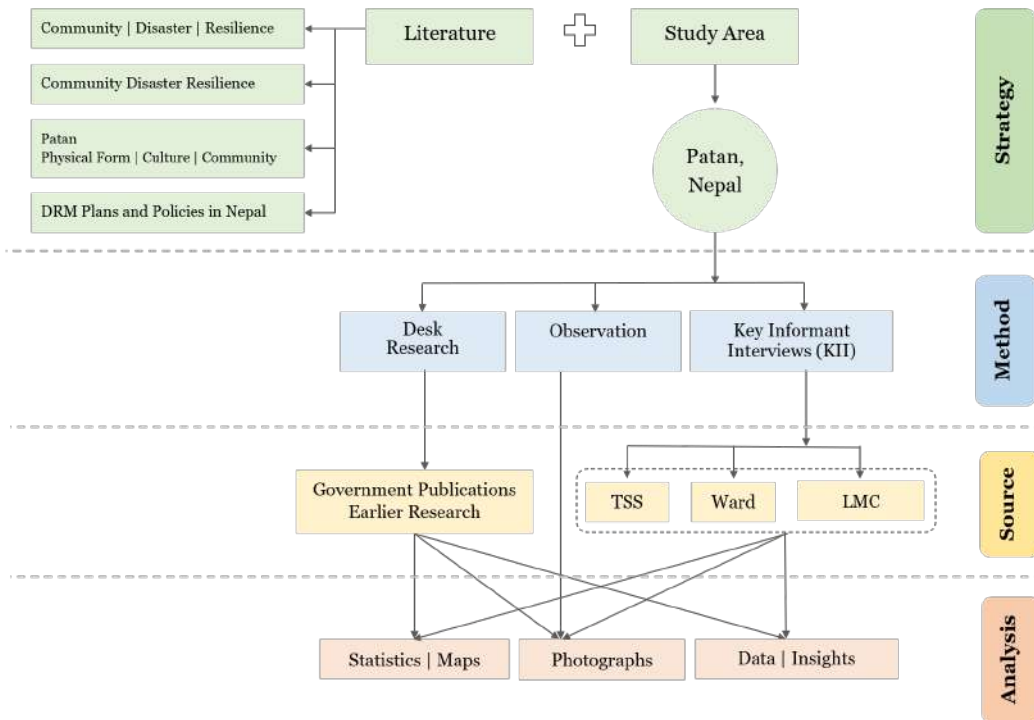 Community | Disaster | Resilience
Literature
Study Area
Community Disaster Resilience
Patan
Physical Form | Culture | Community
DRM Plans and Policies in Nepal
Patan,
Nepal
Strategy
Desk
Research
Observation
Key Informant
Interviews (KII)
Method
Government Publications
Earlier Research
TSS
Ward
LMC
Source
Statistics | Maps
Photographs
Data | Insights
Analysis